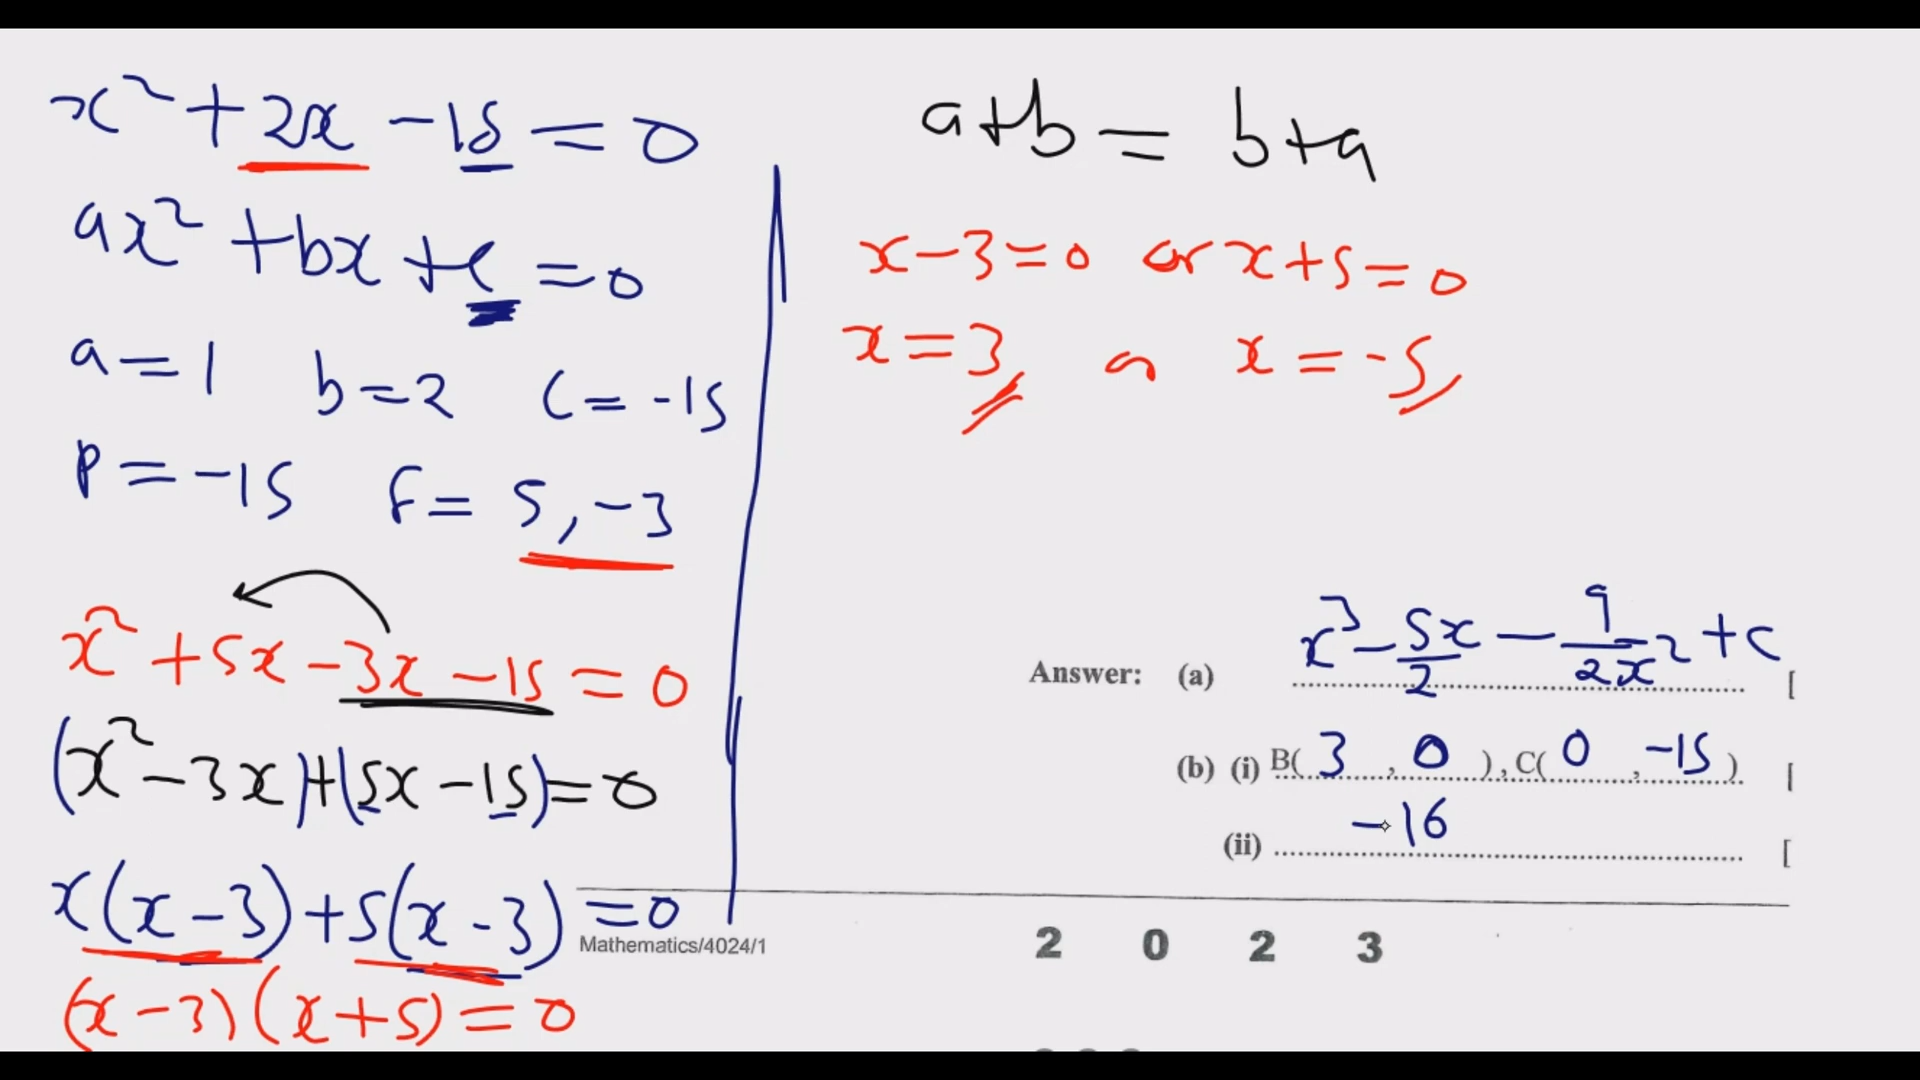 x² + 2x - 15 = 0
ax² + bx + c = 0
a = 1 b = 2 c = -15
P = -15 F = 5, -3
x² + 5x - 3x - 15 = 0
(x² - 3x) + (5x - 15) = 0
x(x - 3) + 5(x - 3) = 0
(x - 3)(x + 5) = 0
a + b = b + a
x - 3 = 0 or x + 5 = 0
x = 3 or x = -5
Answer: (a) x³ - 5x/2 - 9/2x⁻² + c [
(b) (i) B( 3 , 0 ) , C( 0 , -15 ) [
(ii) -16 [
Mathematics/4024/1
2 0 2 3